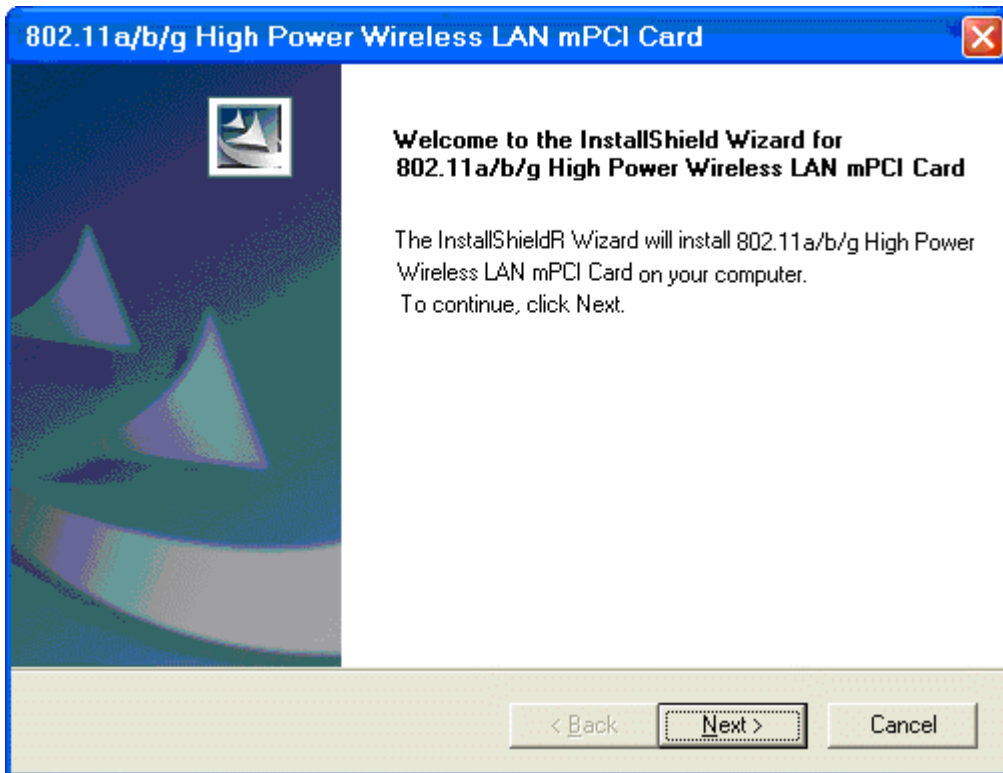 802.11a/b/g High Power Wireless LAN mPCI Card
Welcome to the InstallShield Wizard for
802.11a/b/g High Power Wireless LAN mPCI Card
The InstallShieldR Wizard will install 802.11a/b/g High Power
Wireless LAN mPCI Card on your computer.
To continue, click Next.
< Back
Next >
Cancel